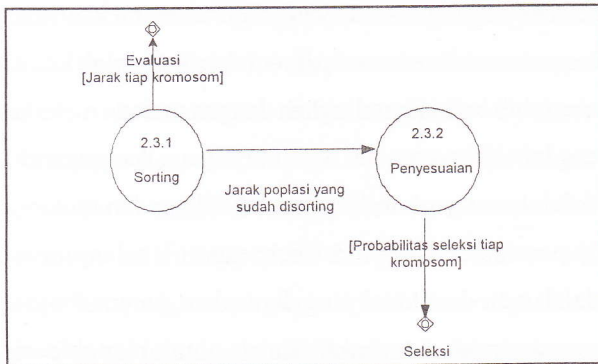 Evaluasi
[Jarak tiap kromosom]
2.3.1
Sorting
2.3.2
Penyesuaian
Jarak poplasi yang
sudah disorting
[Probabilitas seleksi tiap
kromosom]
Seleksi